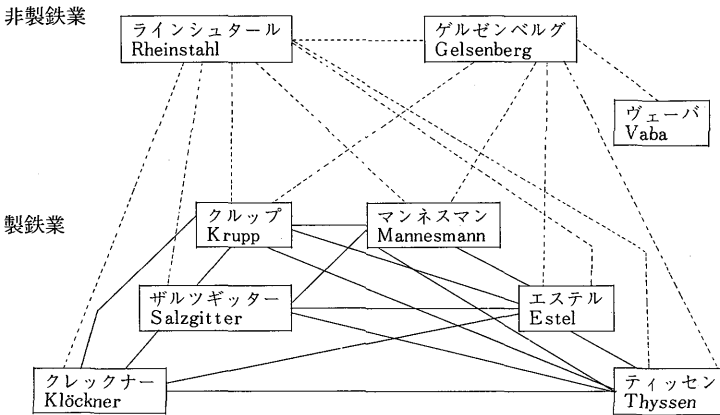 非製鉄業
ラインシュタール
Rheinstahl
ゲルゼンベルグ
Gelsenberg
ヴェーバ
Vaba
製鉄業
クルップ
Krupp
マンネスマン
Mannesmann
ザルツギッター
Salzgitter
エステル
Estel
クレックナー
Klöckner
ティッセン
Thyssen